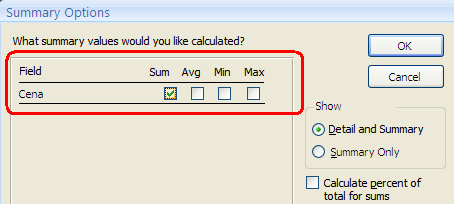 Summary Options
What summary values would you like calculated?
OK
Field Sum Avg Min Max
Cancel
Cena
Show
Detail and Summary
Summary Only
Calculate percent of
total for sums